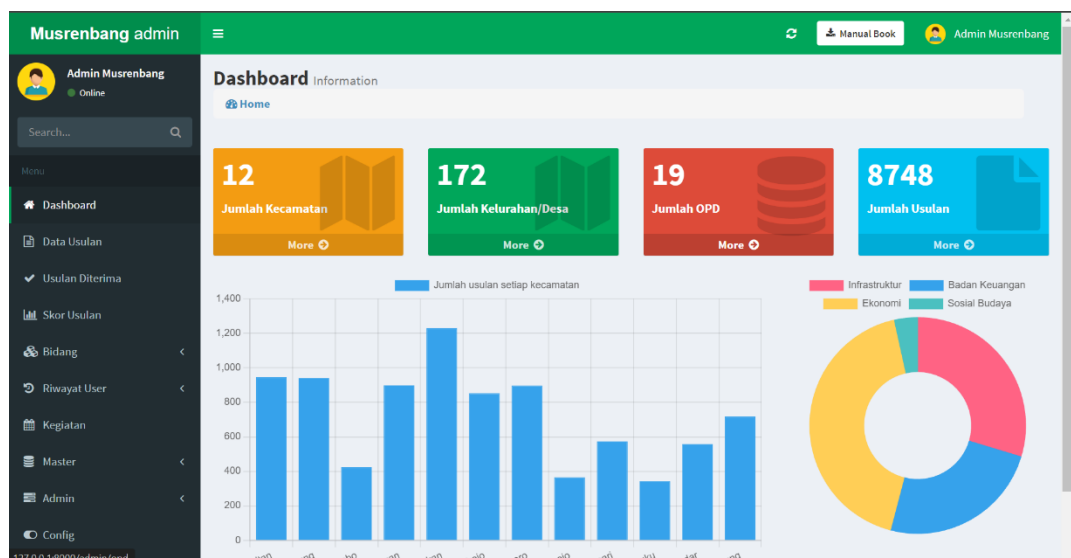 Musrenbang admin
Manual Book
Admin Musrenbang
Admin Musrenbang
Online
Search...
Menu
Dashboard
Data Usulan
Usulan Diterima
Skor Usulan
Bidang
Riwayat User
Kegiatan
Master
Admin
Config
Dashboard Information
Home
12
Jumlah Kecamatan
More
172
Jumlah Kelurahan/Desa
More
19
Jumlah OPD
More
8748
Jumlah Usulan
More
Jumlah usulan setiap kecamatan
1,400
1,200
1,000
800
600
400
200
0
Infrastruktur
Badan Keuangan
Ekonomi
Sosial Budaya